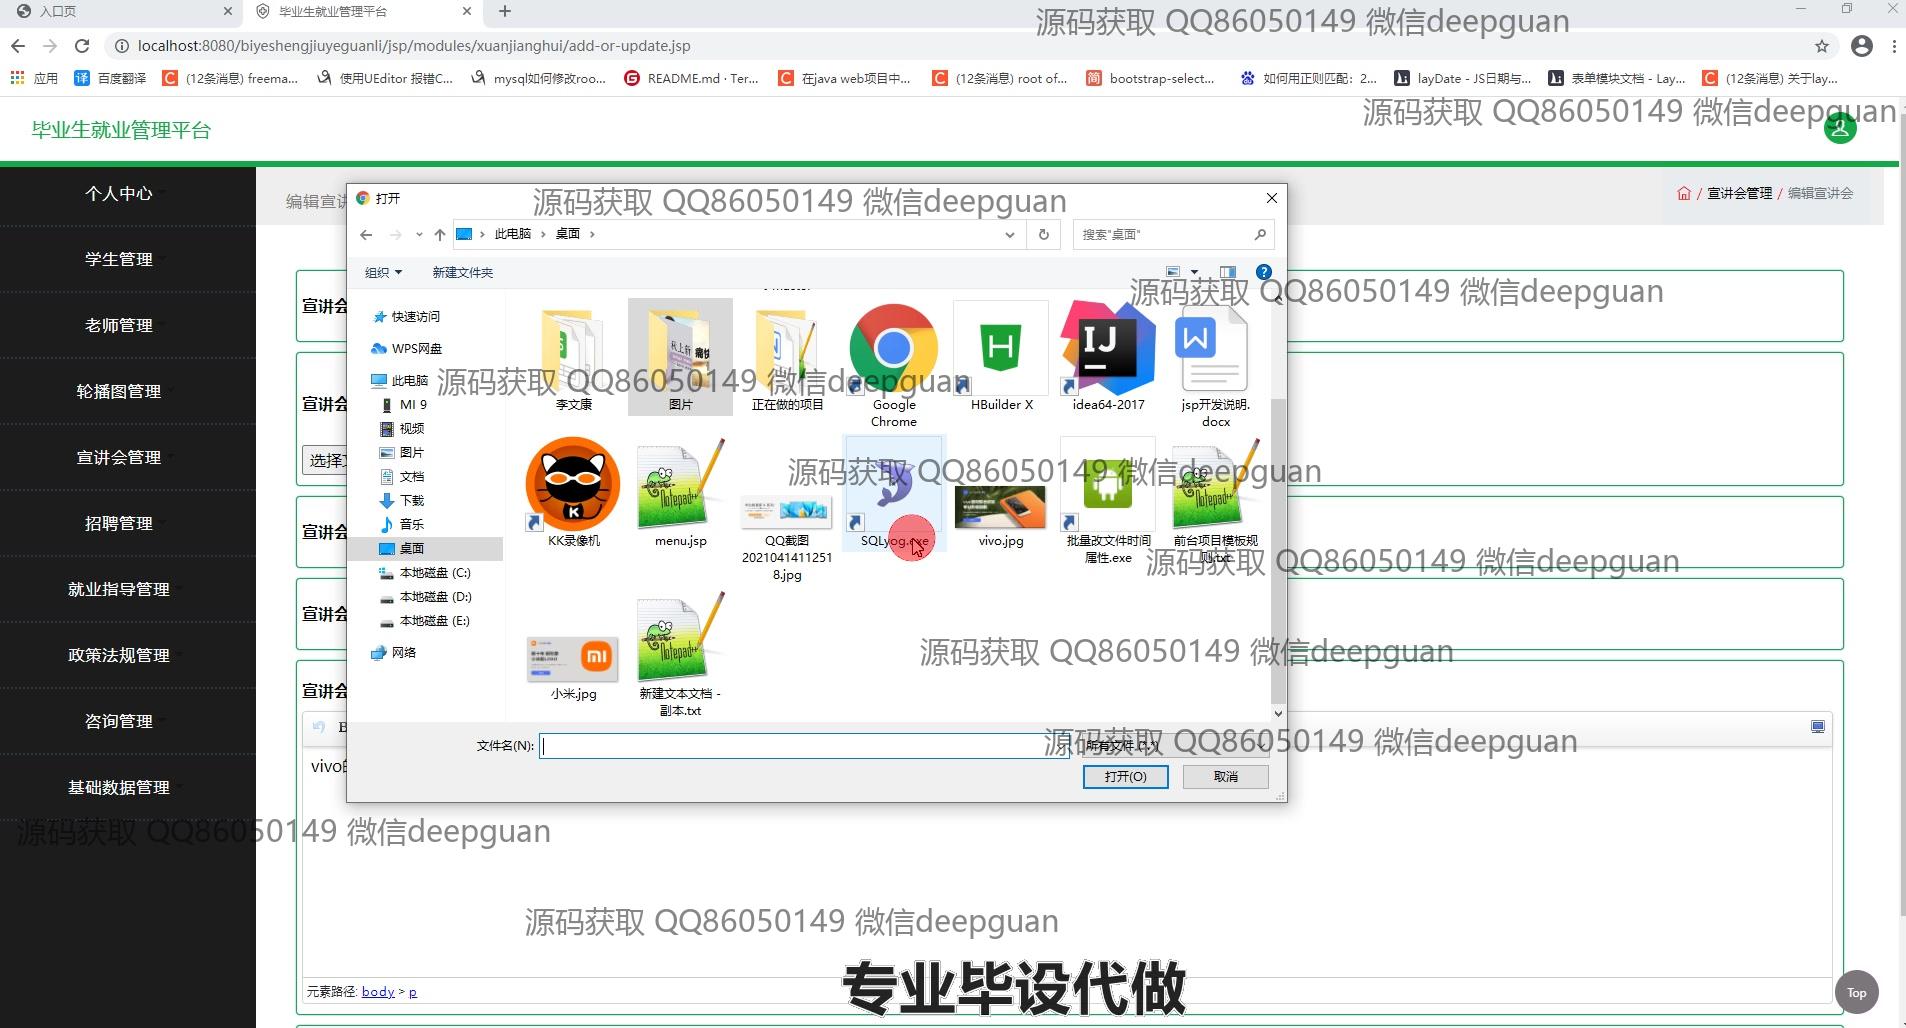 入口页
毕业生就业管理平台
源码获取 QQ86050149 微信deepguan
localhost:8080/biyeshengjiuyeguanli/jsp/modules/xuanjianghui/add-or-update.jsp
应用
百度翻译
(12条消息) freema...
使用UEditor 报错C...
mysql如何修改roo...
README.md · Ter...
在java web项目中...
(12条消息) root of...
bootstrap-select...
如何用正则匹配：2...
layDate - JS日期与...
表单模块文档 - Lay...
(12条消息) 关于lay...
源码获取 QQ86050149 微信deepguan
毕业生就业管理平台
个人中心
学生管理
老师管理
轮播图管理
宣讲会管理
招聘管理
就业指导管理
政策法规管理
咨询管理
基础数据管理
编辑宣讲
宣讲会管理 / 编辑宣讲会
打开
源码获取 QQ86050149 微信deepguan
此电脑 › 桌面 ›
搜索"桌面"
组织
新建文件夹
源码获取 QQ86050149 微信deepguan
快速访问
WPS网盘
此电脑
MI 9
视频
图片
文档
下载
音乐
桌面
本地磁盘 (C:)
本地磁盘 (D:)
本地磁盘 (E:)
网络
源码获取 QQ86050149 微信deepguan
李文康
图片
正在做的项目
Google
Chrome
HBuilder X
idea64-2017
jsp开发说明.
docx
源码获取 QQ86050149 微信deepguan
KK录像机
menu.jsp
QQ截图
2021041411251
8.jpg
SQLyog.exe
vivo.jpg
批量改文件时间
属性.exe
前台项目模板规
则.txt
源码获取 QQ86050149 微信deepguan
源码获取 QQ86050149 微信deepguan
小米.jpg
新建文本文档 -
副本.txt
宣讲会
宣讲会
选择
宣讲会
宣讲会
宣讲会
B
文件名(N):
所有文件 (*.*)
源码获取 QQ86050149 微信deepguan
打开(O)
取消
源码获取 QQ86050149 微信deepguan
源码获取 QQ86050149 微信deepguan
元素路径: body > p
专业毕设代做
Top